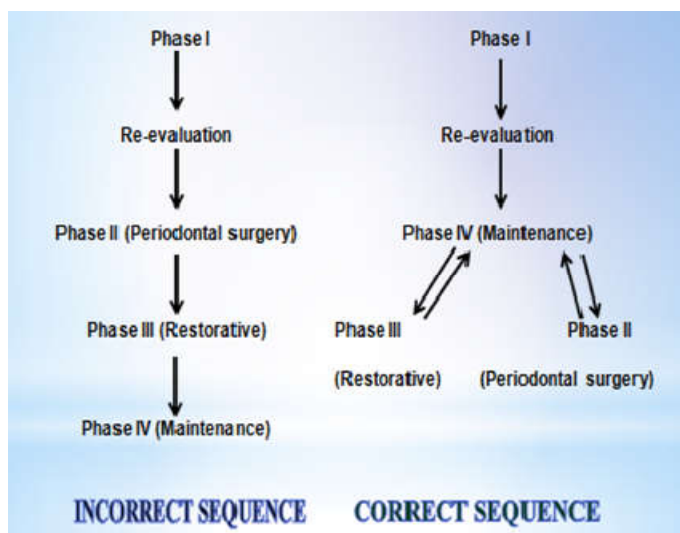 Phase I
Re-evaluation
Phase II (Periodontal surgery)
Phase III (Restorative)
Phase IV (Maintenance)
INCORRECT SEQUENCE
Phase I
Re-evaluation
Phase IV (Maintenance)
Phase III
(Restorative)
Phase II
(Periodontal surgery)
CORRECT SEQUENCE